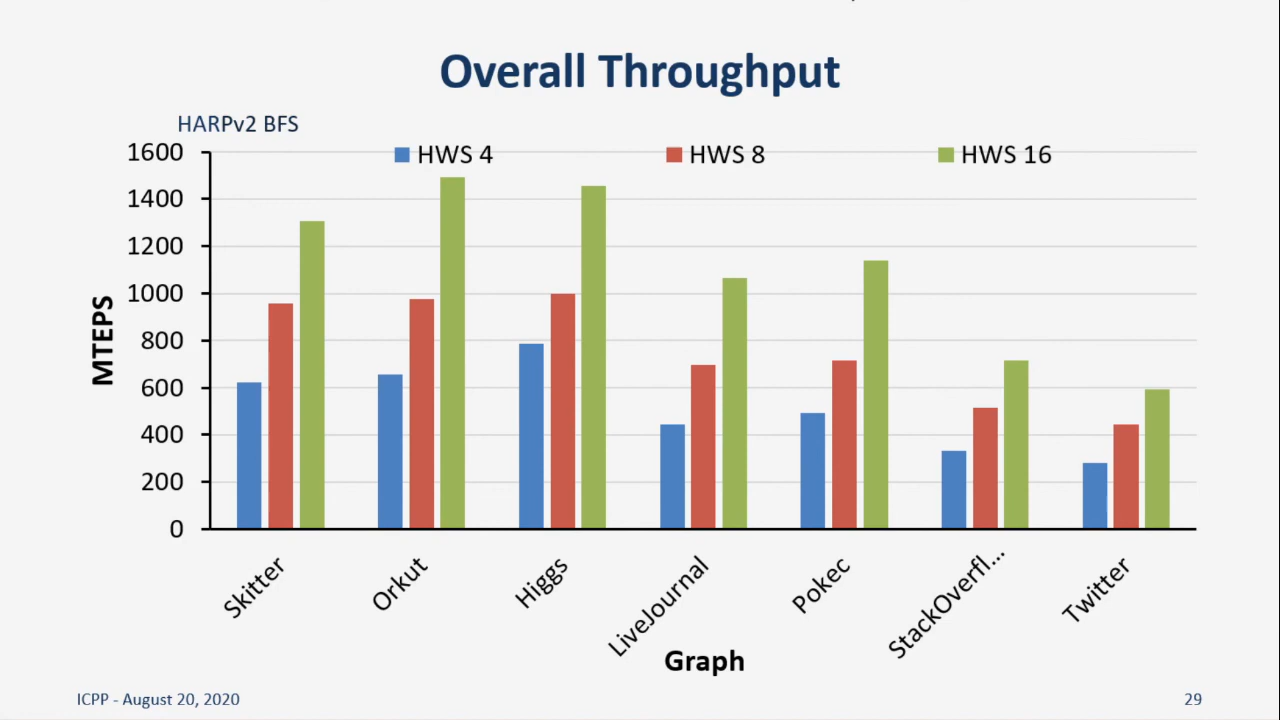 Overall Throughput
HARPv2 BFS
HWS 4 HWS 8 HWS 16
1600
1400
1200
1000
800
600
400
200
0
MTEPS
Skitter Orkut Higgs LiveJournal Pokec StackOverfl... Twitter
Graph
ICPP - August 20, 2020 29